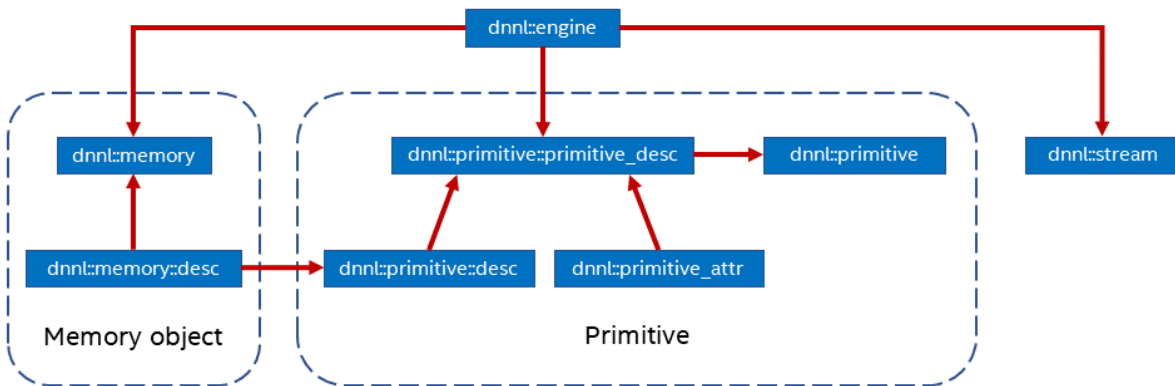 dnnl::engine
dnnl::memory
dnnl::primitive::primitive_desc
dnnl::primitive
dnnl::stream
dnnl::memory::desc
dnnl::primitive::desc
dnnl::primitive_attr
Memory object
Primitive